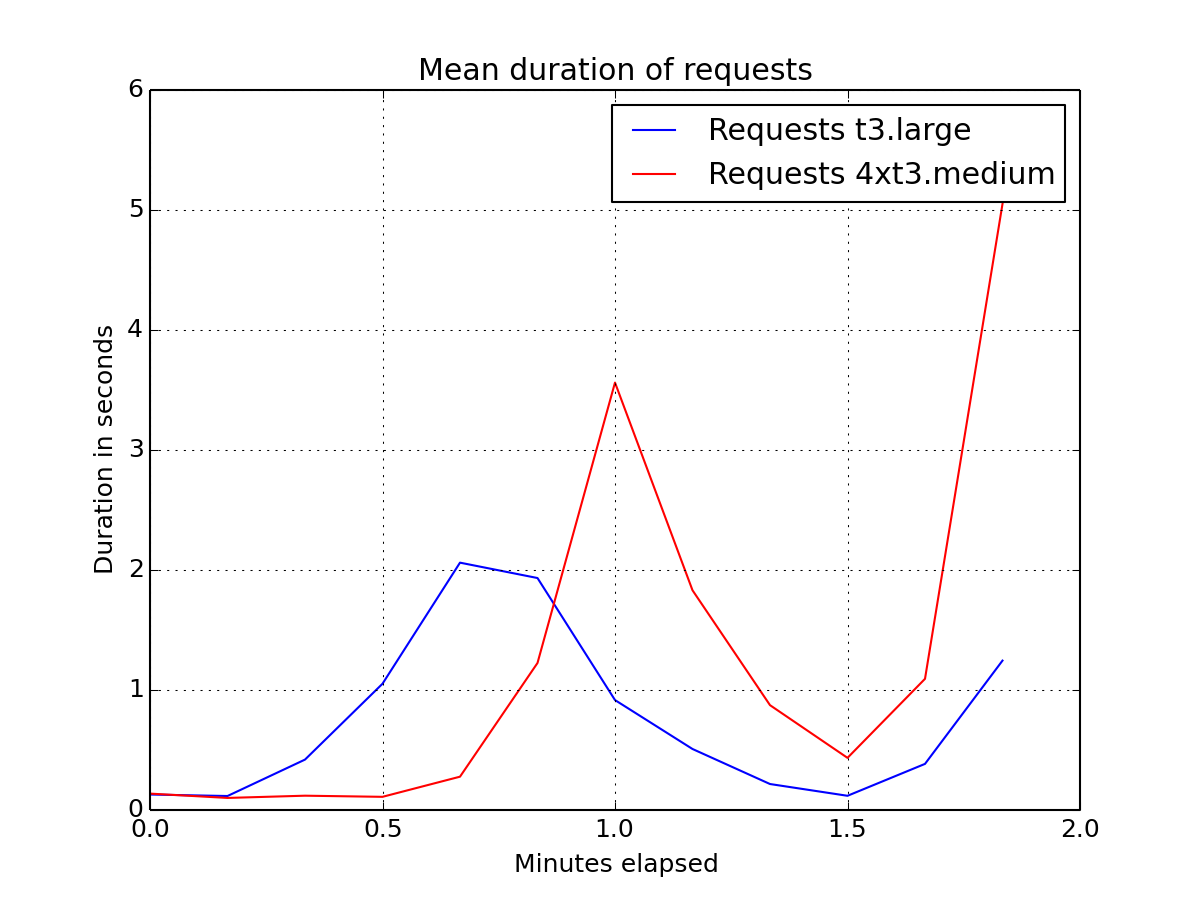 Mean duration of requests
Requests t3.large
Requests 4xt3.medium
6
5
4
3
2
1
0
Duration in seconds
0.0 0.5 1.0 1.5 2.0
Minutes elapsed